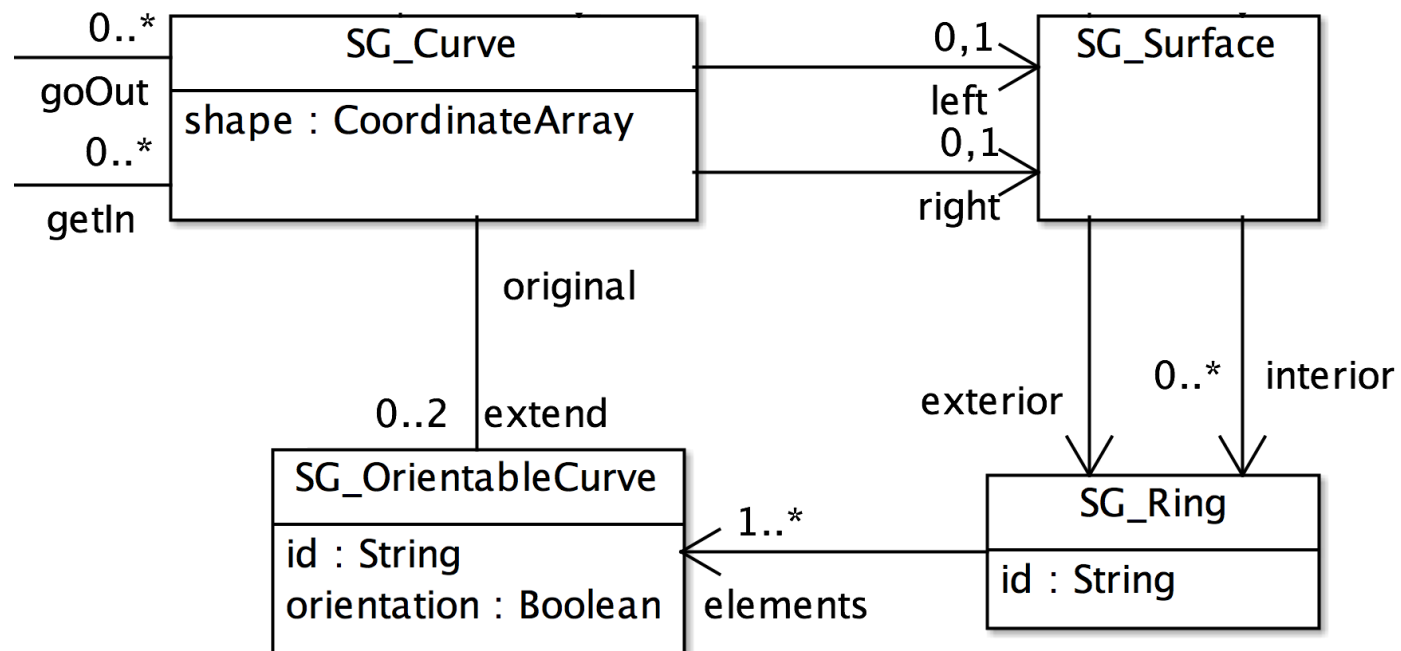 0..*
SG_Curve
0,1
SG_Surface
goOut
left
shape : CoordinateArray
0..*
0,1
getIn
right
original
0..*
interior
exterior
0..2
extend
SG_OrientableCurve
SG_Ring
1..*
id : String
id : String
orientation : Boolean
elements